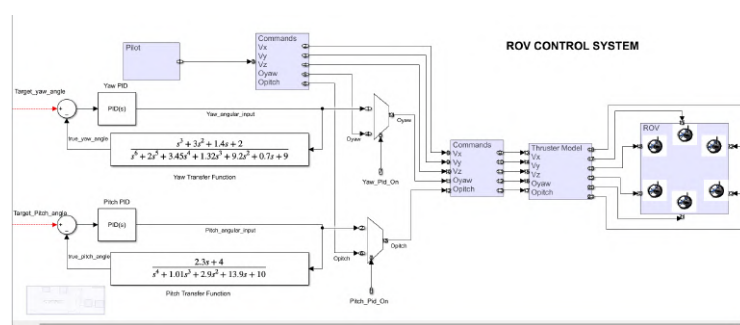 ROV CONTROL SYSTEM
Pilot
Commands
Vx
Vy
Vz
Oyaw
Opitch
Target_yaw_angle
Yaw PID
PID(s)
Yaw_angular_input
true_yaw_angle
s³ + 3s² + 1.4s + 2
s⁶ + 2s⁵ + 3.45s⁴ + 1.32s³ + 9.2s² + 0.7s + 9
Yaw Transfer Function
Oyaw
Oyaw
Yaw_Pid_On
Commands
Vx
Vy
Vz
Oyaw
Opitch
Thruster Model
Vx
Vy
Vz
Oyaw
Opitch
ROV
Target_Pitch_angle
Pitch PID
PID(s)
Pitch_angular_input
true_pitch_angle
2.3s + 4
s⁴ + 1.01s³ + 2.9s² + 13.9s + 10
Pitch Transfer Function
Opitch
Opitch
Pitch_Pid_On